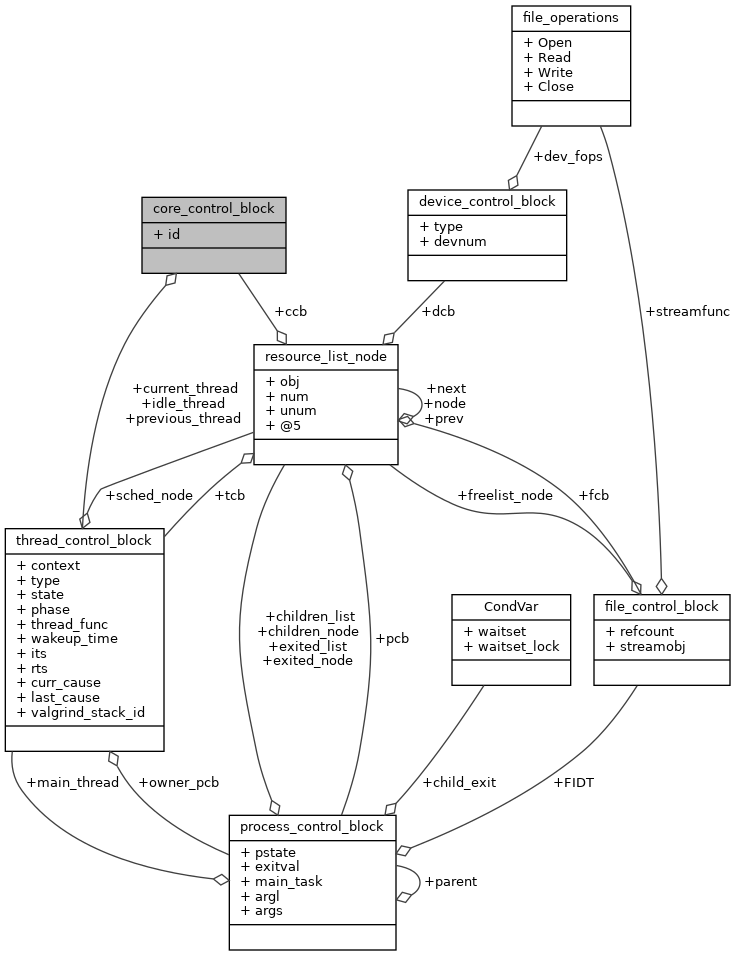 file_operations
+ Open
+ Read
+ Write
+ Close
+dev_fops
device_control_block
+ type
+ devnum
core_control_block
+ id
+ccb
+dcb
+streamfunc
resource_list_node
+ obj
+ num
+ unum
+ @5
+next
+node
+prev
+current_thread
+idle_thread
+previous_thread
+sched_node
+tcb
+freelist_node
+fcb
thread_control_block
+ context
+ type
+ state
+ phase
+ thread_func
+ wakeup_time
+ its
+ rts
+ curr_cause
+ last_cause
+ valgrind_stack_id
+children_list
+children_node
+exited_list
+exited_node
+pcb
CondVar
+ waitset
+ waitset_lock
file_control_block
+ refcount
+ streamobj
+main_thread
+owner_pcb
+child_exit
+FIDT
process_control_block
+ pstate
+ exitval
+ main_task
+ argl
+ args
+parent